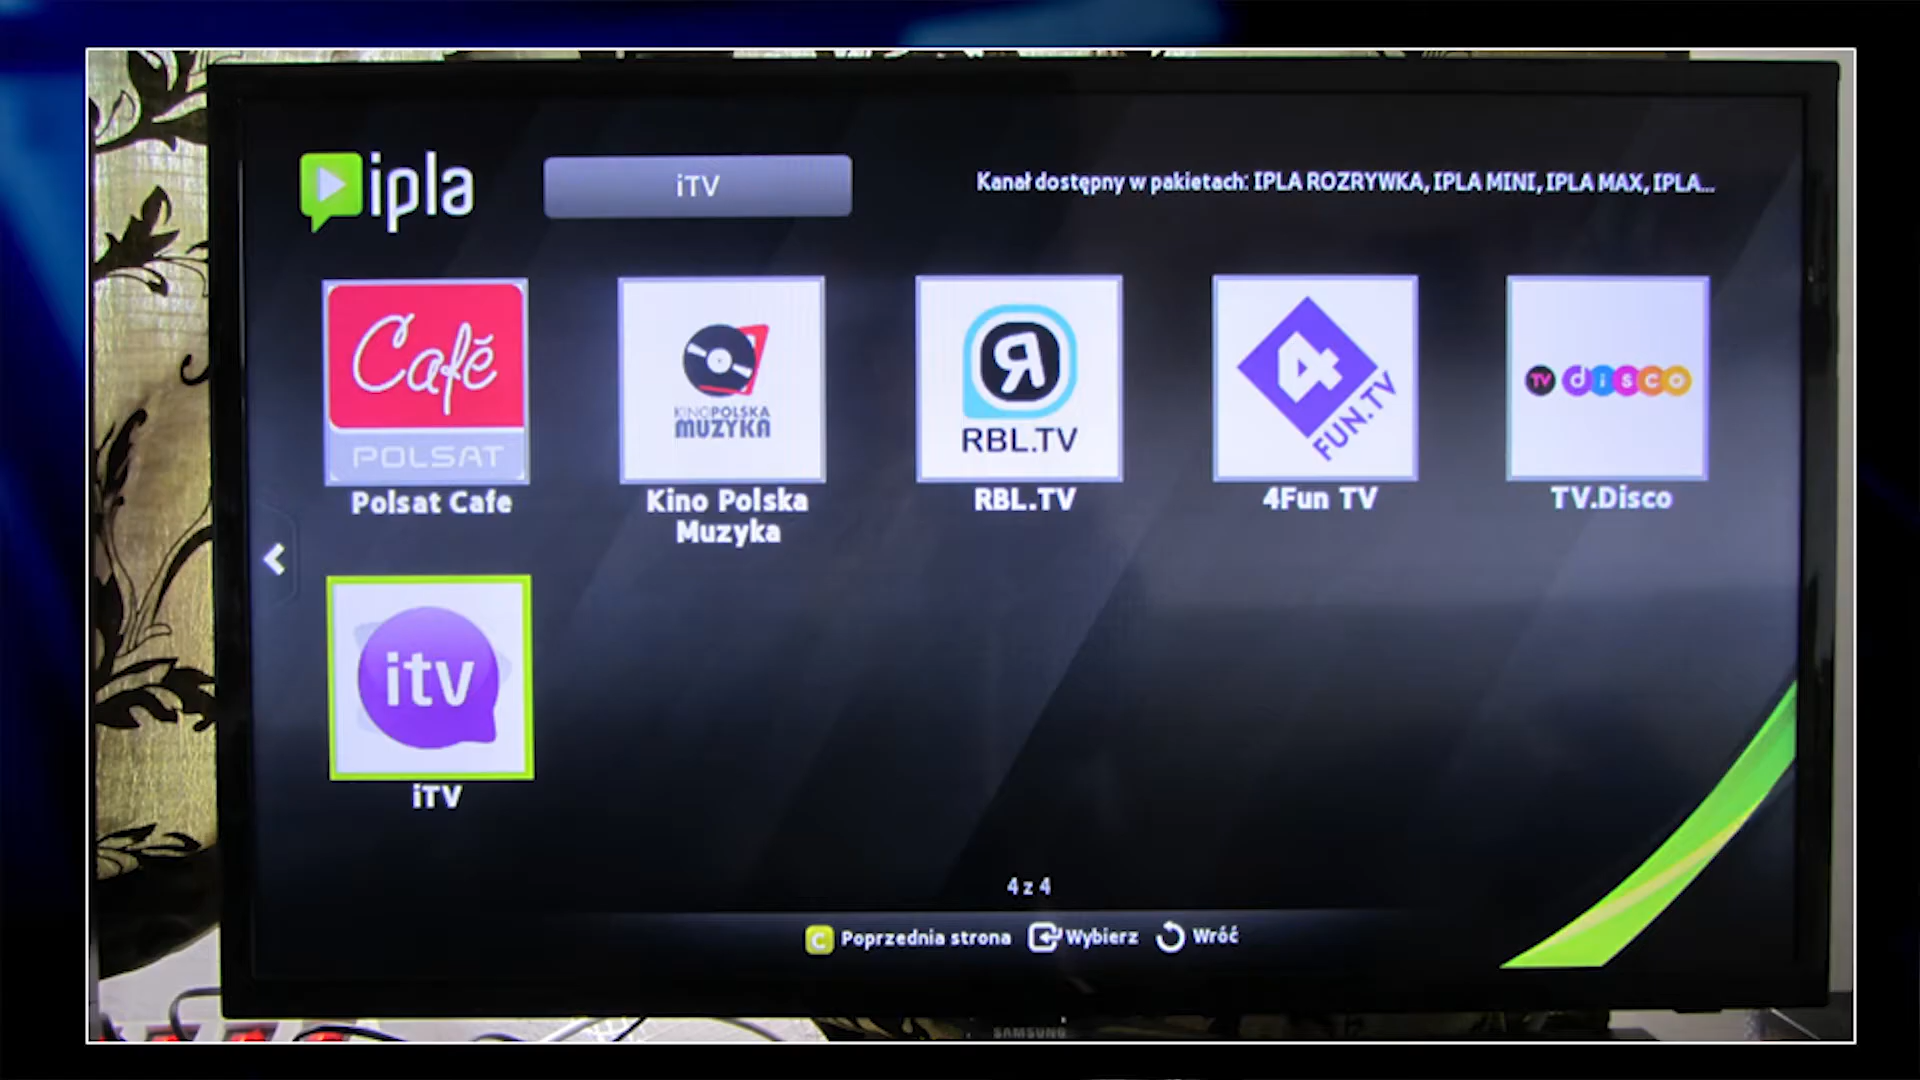 ipla
iTV
Kanał dostępny w pakietach: IPLA ROZRYWKA, IPLA MINI, IPLA MAX, IPLA...
Café
POLSAT
Polsat Cafe
KINOPOLSKA
MUZYKA
Kino Polska
Muzyka
R
RBL.TV
RBL.TV
4
FUN.TV
4Fun TV
TV disco
TV.Disco
itv
iTV
4 z 4
C Poprzednia strona Wybierz Wróć
SAMSUNG